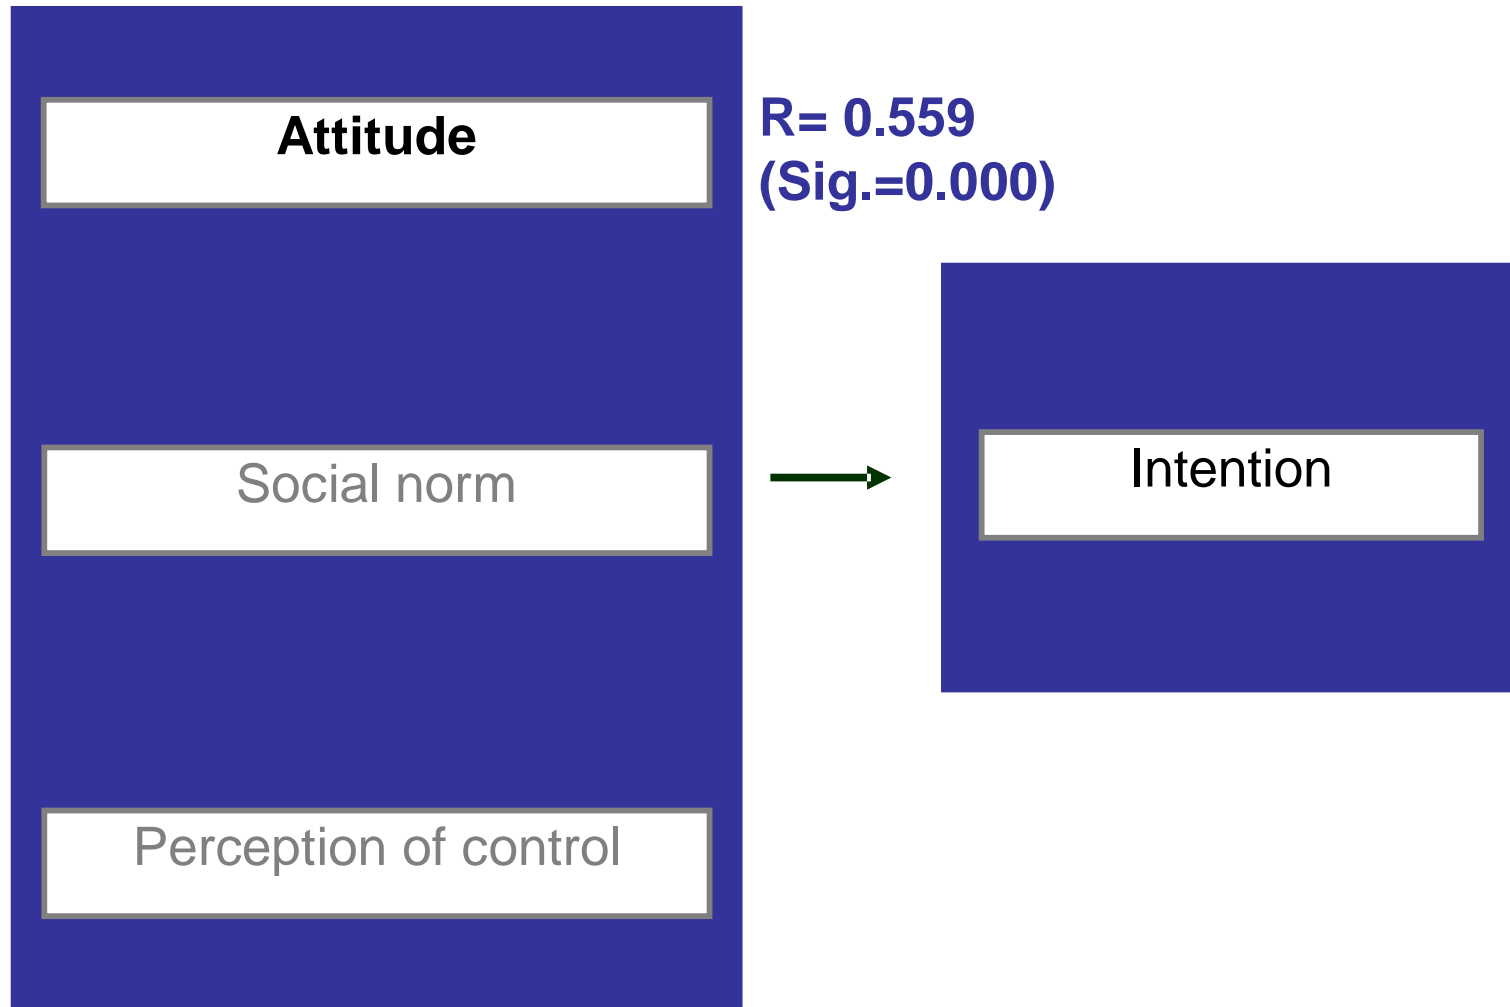 Attitude
R= 0.559
(Sig.=0.000)
Social norm
Intention
Perception of control